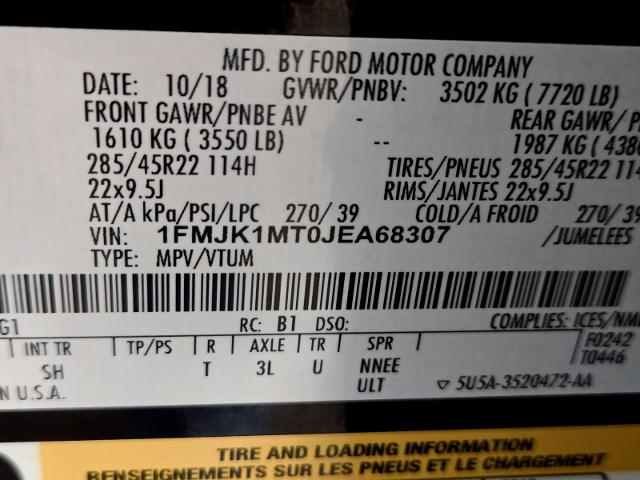 MFD. BY FORD MOTOR COMPANY
DATE: 10/18 GVWR/PNBV: 3502 KG ( 7720 LB)
FRONT GAWR/PNBE AV - REAR GAWR/
1610 KG ( 3550 LB) -- 1987 KG (
285/45R22 114H TIRES/PNEUS 285/45R22
22x9.5J RIMS/JANTES 22x9.5J
AT/A kPa/PSI/LPC 270/ 39 COLD/A FROID 270/
VIN: 1FMJK1MT0JEA68307 /JUMELEES
TYPE: MPV/VTUM
G1 RC: B1 DSO: COMPLIES:
INT TR TP/PS R AXLE TR SPR F0242
SH T 3L U NNEE T0446
ULT 5U5A-3520472-AA
N U.S.A.
TIRE AND LOADING INFORMATION
RENSEIGNEMENTS SUR LES PNEUS ET LE CHARGEMENT